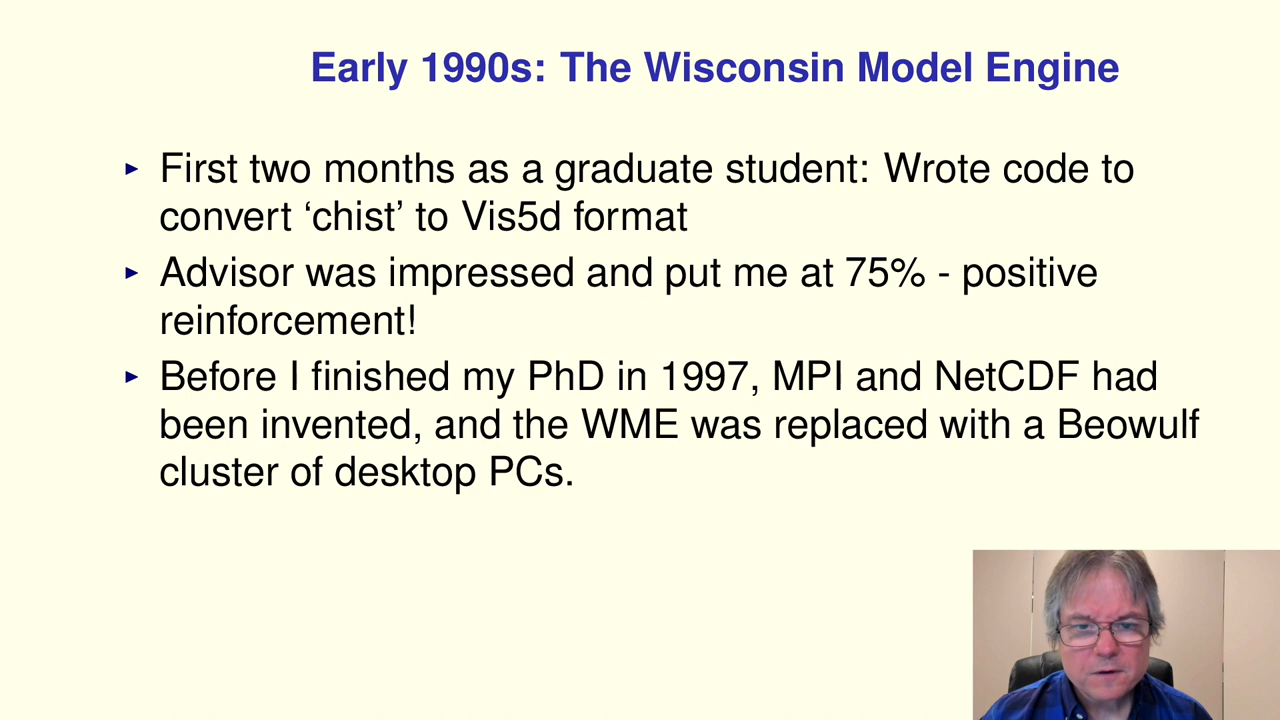 Early 1990s: The Wisconsin Model Engine
First two months as a graduate student: Wrote code to
convert ‘chist’ to Vis5d format
Advisor was impressed and put me at 75% - positive
reinforcement!
Before I finished my PhD in 1997, MPI and NetCDF had
been invented, and the WME was replaced with a Beowulf
cluster of desktop PCs.